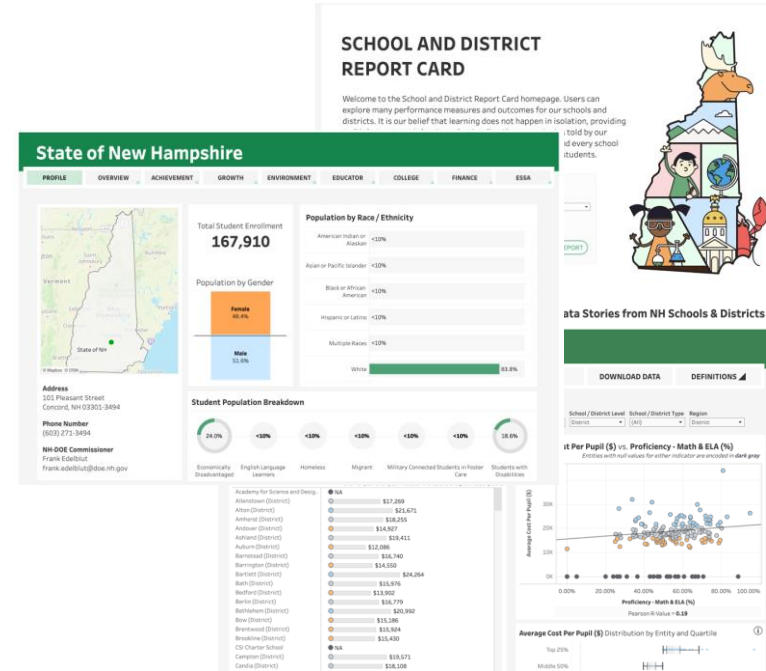 SCHOOL AND DISTRICT
REPORT CARD
Welcome to the School and District Report Card homepage. Users can
explore many performance measures and outcomes for our schools and
districts. It is our belief that learning does not happen in isolation, providing
told by our
d every school
students.
State of New Hampshire
PROFILE OVERVIEW ACHIEVEMENT GROWTH ENVIRONMENT EDUCATOR COLLEGE FINANCE ESSA
Vermont
State of NH
© Mapbox © OSM
Address
101 Pleasant Street
Concord, NH 03301-3494
Phone Number
(603) 271-3494
NH-DOE Commissioner
Frank Edelblut
frank.edelblut@doe.nh.gov
Total Student Enrollment
167,910
Population by Gender
Female
48.4%
Male
51.6%
Population by Race / Ethnicity
American Indian or Alaskan <10%
Asian or Pacific Islander <10%
Black or African American <10%
Hispanic or Latino <10%
Multiple Races <10%
White 83.8%
Student Population Breakdown
24.0% <10% <10% <10% <10% <10% 18.6%
Economically Disadvantaged English Language Learners Homeless Migrant Military Connected Students in Foster Care Students with Disabilities
PORT
ata Stories from NH Schools & Districts
DOWNLOAD DATA DEFINITIONS
School / District Level School / District Type Region
District (All) District
st Per Pupil ($) vs. Proficiency - Math & ELA (%)
Entities with null values for either indicator are encoded in dark gray
Average Cost Per Pupil ($)
30K
20K
10K
0K
0.00% 20.00% 40.00% 60.00% 80.00% 100.00%
Proficiency - Math & ELA (%)
Pearson R-Value = 0.19
Average Cost Per Pupil ($) Distribution by Entity and Quartile
Top 25%
Middle 50%
Academy for Science and Desig.. NA
Allenstown (District) $17,269
Alton (District) $21,671
Amherst (District) $18,255
Andover (District) $14,927
Ashland (District) $19,411
Auburn (District) $12,086
Barnstead (District) $16,740
Barrington (District) $14,550
Bartlett (District) $24,264
Bath (District) $15,976
Bedford (District) $13,902
Berlin (District) $16,779
Bethlehem (District) $20,992
Bow (District) $15,186
Brentwood (District) $15,924
Brookline (District) $15,430
CSI Charter School NA
Campton (District) $19,571
Candia (District) $18,108